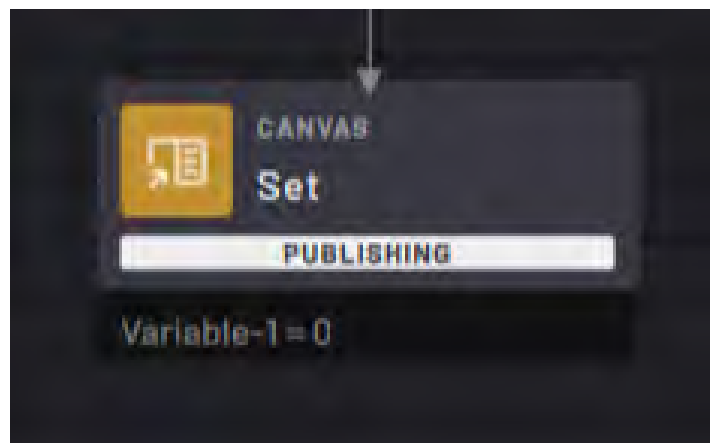 CANVAS
Set
PUBLISHING
Variable-1 = 0